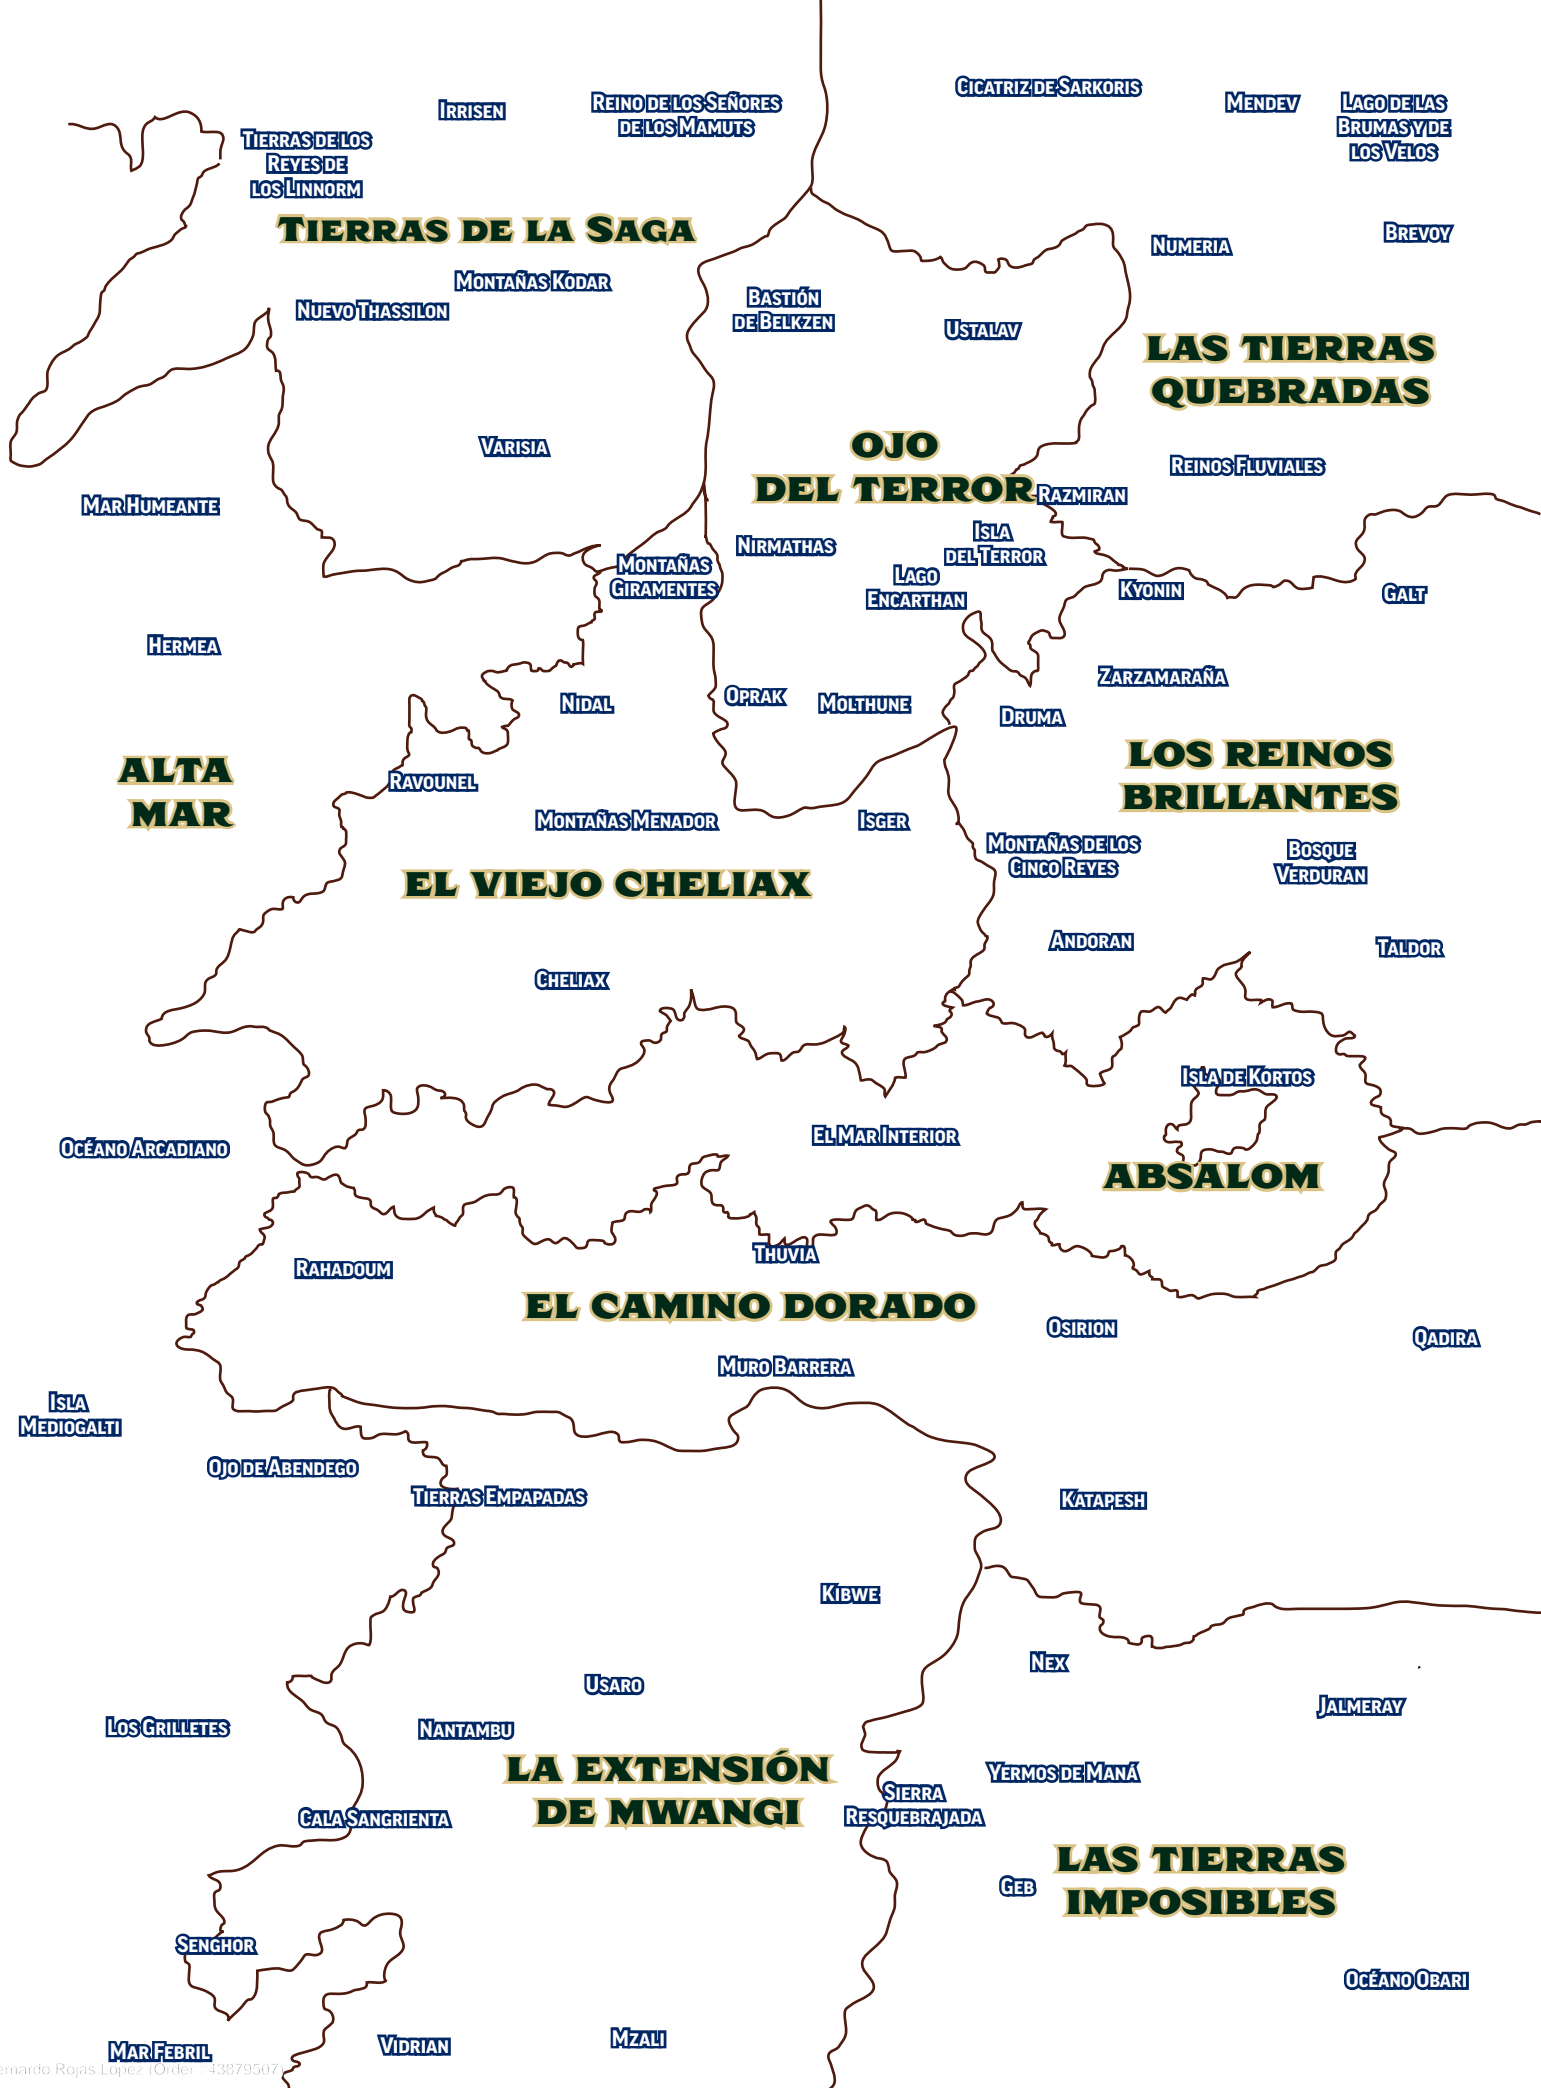 Cicatriz de Sarkoris
Irrisen
Reino de los Señores
de los Mamuts
Mendev
Lago de las
Brumas y de
los Velos
Tierras de los
Reyes de
los Linnorm
Tierras de la Saga
Numeria
Brevoy
Montañas Kodar
Nuevo Thassilon
Bastión
de Belkzen
Ustalav
LAS TIERRAS
QUEBRADAS
Varisia
OJO
DEL TERROR
Reinos Fluviales
Razmiran
Mar Humeante
Nirmathas
Isla
del Terror
Montañas
Giramentes
Lago
Encarthan
Kyonin
Galt
Hermea
Zarzamaraña
Nidal
Oprak
Molthune
Druma
ALTA
MAR
LOS REINOS
BRILLANTES
Ravounel
Montañas Menador
Isger
Montañas de los
Cinco Reyes
Bosque
Verduran
EL VIEJO CHELIAX
Andoran
Taldor
Cheliax
Isla de Kortos
Océano Arcadiano
El Mar Interior
ABSALOM
Rahadoum
Thuvia
EL CAMINO DORADO
Osirion
Qadira
Muro Barrera
Isla
Mediogalti
Ojo de Abendego
Tierras Empapadas
Katapesh
Kibwe
Nex
Usaro
Jalmeray
Los Grilletes
Nantambu
LA EXTENSIÓN
DE MWANGI
Yermos de Maná
Sierra
Resquebrajada
Cala Sangrienta
LAS TIERRAS
IMPOSIBLES
Geb
Senghor
Océano Obari
Mzali
Vidrian
Mar Febril
ernardo Rojas Lopez (Order 43879507)